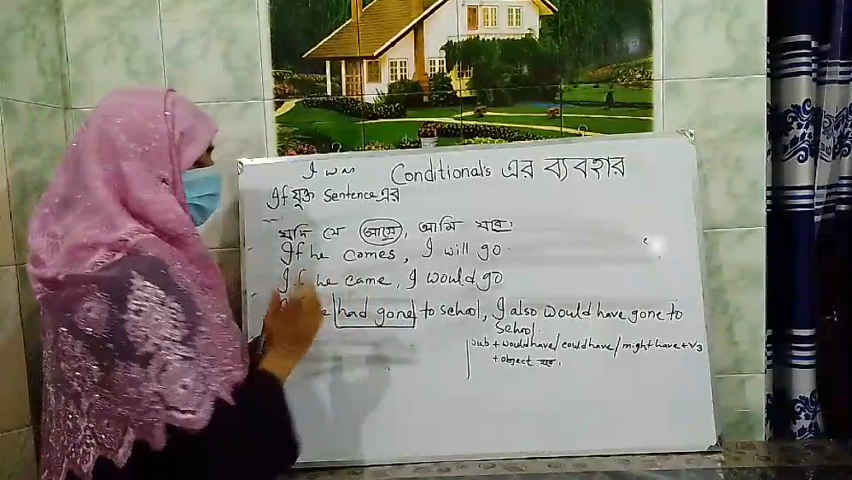 I was
Conditionals এর ব্যবহার
If যুক্ত Sentence এর
যদি সে আসে, আমি যাব।
If he comes, I will go.
If he came, I would go
had gone to school, I also would have gone to
School.
sub + would have/could have/might have + V3
+ object